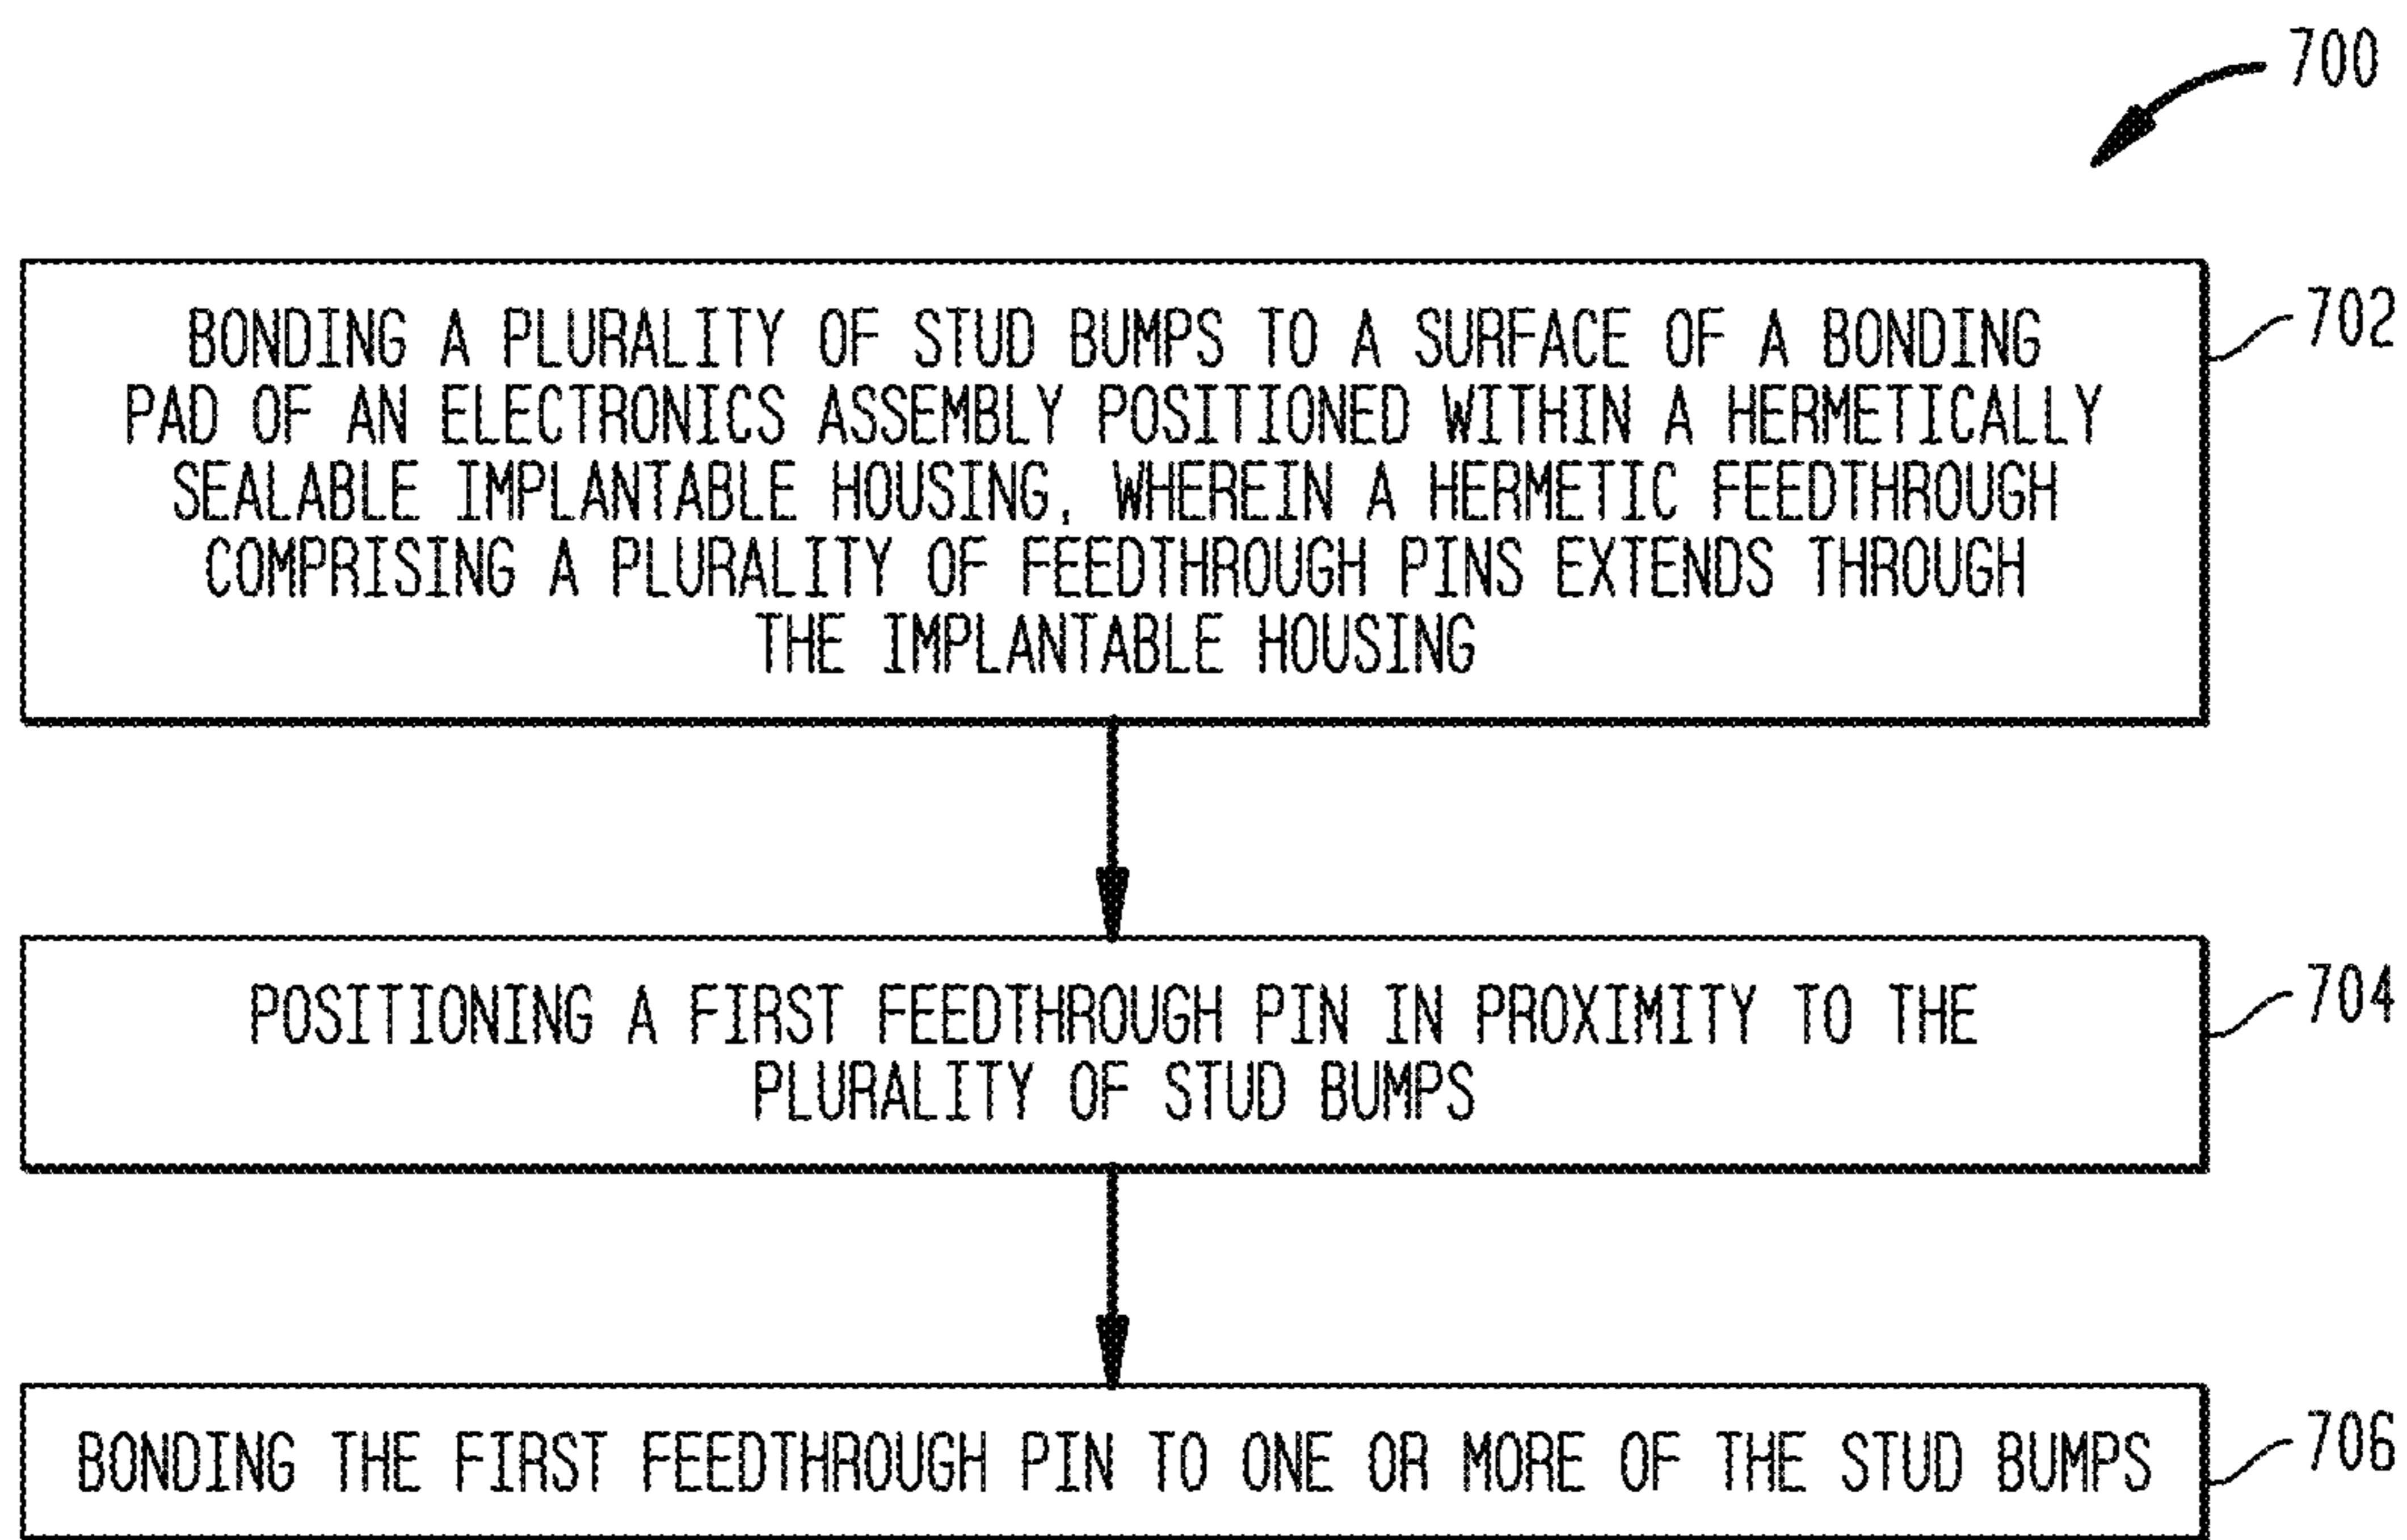 700
BONDING A PLURALITY OF STUD BUMPS TO A SURFACE OF A BONDING
PAD OF AN ELECTRONICS ASSEMBLY POSITIONED WITHIN A HERMETICALLY
SEALABLE IMPLANTABLE HOUSING, WHEREIN A HERMETIC FEEDTHROUGH
COMPRISING A PLURALITY OF FEEDTHROUGH PINS EXTENDS THROUGH
THE IMPLANTABLE HOUSING
702
POSITIONING A FIRST FEEDTHROUGH PIN IN PROXIMITY TO THE
PLURALITY OF STUD BUMPS
704
BONDING THE FIRST FEEDTHROUGH PIN TO ONE OR MORE OF THE STUD BUMPS
706